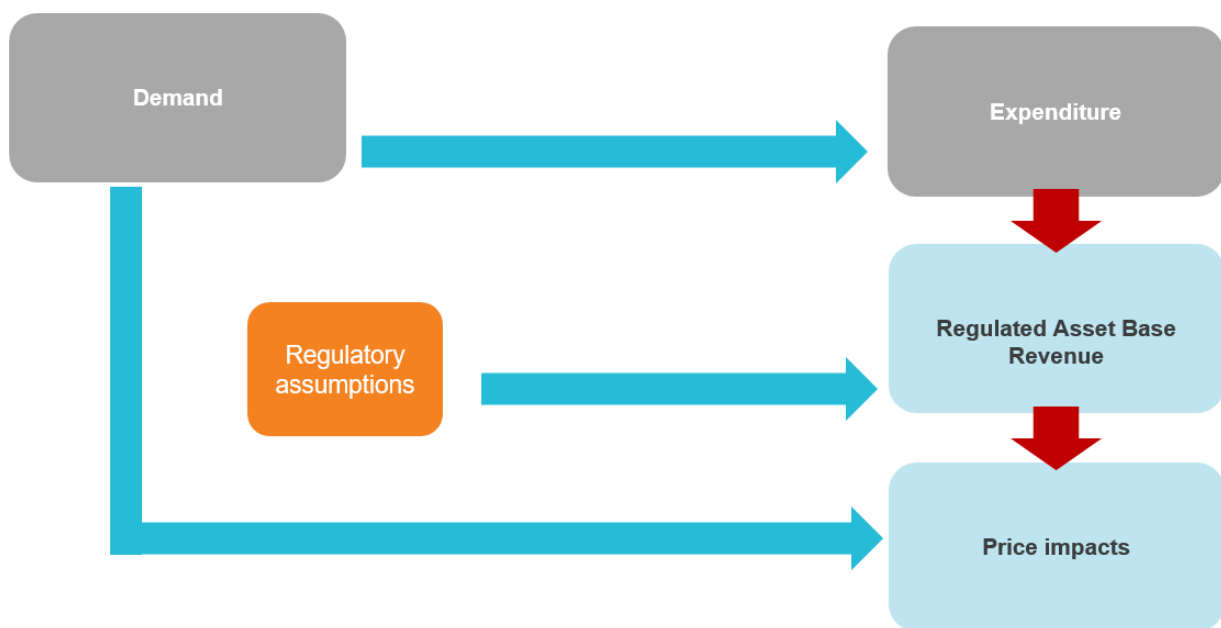 Demand
Expenditure
Regulatory
assumptions
Regulated Asset Base
Revenue
Price impacts